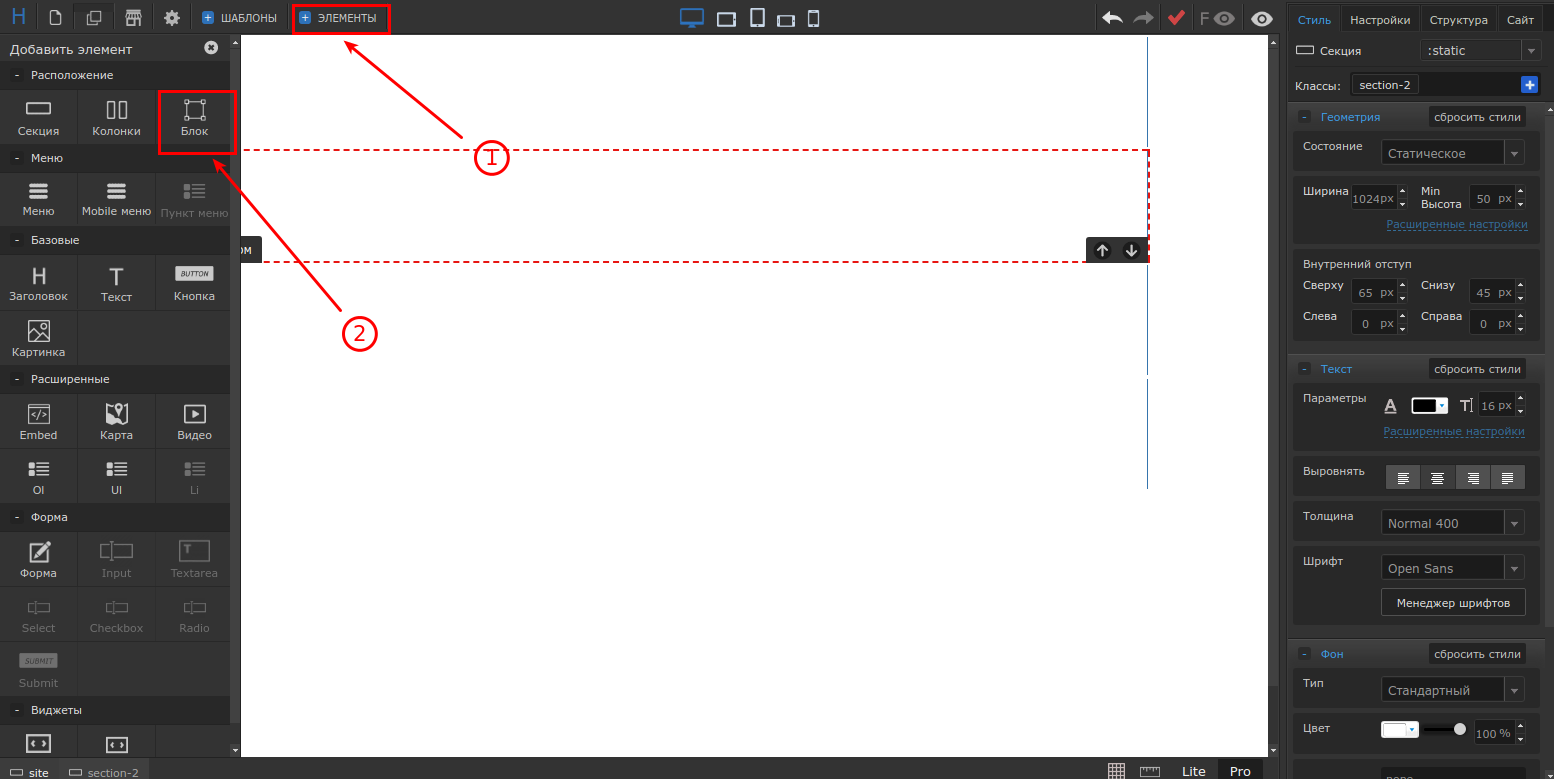 H
ШАБЛОНЫ
ЭЛЕМЕНТЫ
F
Добавить элемент
- Расположение
Секция Колонки Блок
- Меню
Меню Mobile меню Пункт меню
- Базовые
H T BUTTON
Заголовок Текст Кнопка
Картинка
- Расширенные
Embed Карта Видео
Ol Ul Li
- Форма
Форма Input Textarea
Select Checkbox Radio
SUBMIT
Submit
- Виджеты
site section-2
1
2
ом
Lite Pro
Стиль Настройки Структура Сайт
Секция :static
Классы: section-2
- Геометрия сбросить стили
Состояние Статическое
Ширина 1024px Min Высота 50 px
Расширенные настройки
Внутренний отступ
Сверху 65 px Снизу 45 px
Слева 0 px Справа 0 px
- Текст сбросить стили
Параметры A T 16 px
Расширенные настройки
Выровнять
Толщина Normal 400
Шрифт Open Sans
Менеджер шрифтов
- Фон сбросить стили
Тип Стандартный
Цвет 100 %